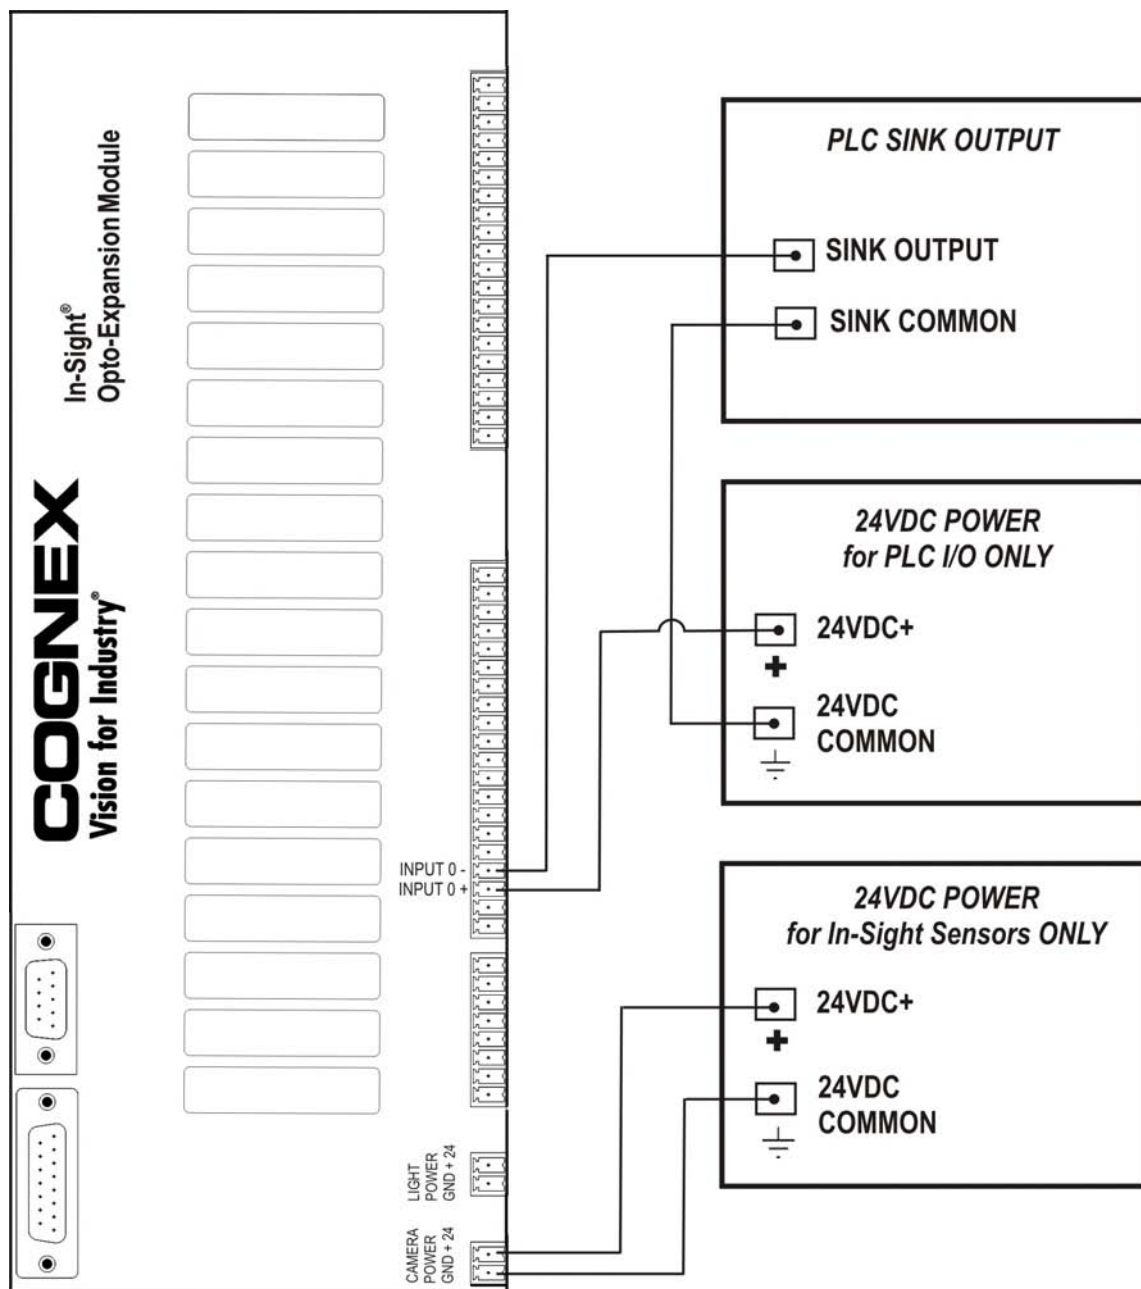 In-Sight®
Opto-Expansion Module
COGNEX
Vision for Industry®
INPUT 0 -
INPUT 0 +
LIGHT
POWER
GND + 24
CAMERA
POWER
GND + 24
PLC SINK OUTPUT
SINK OUTPUT
SINK COMMON
24VDC POWER
for PLC I/O ONLY
24VDC+
+
24VDC
COMMON
24VDC POWER
for In-Sight Sensors ONLY
24VDC+
+
24VDC
COMMON